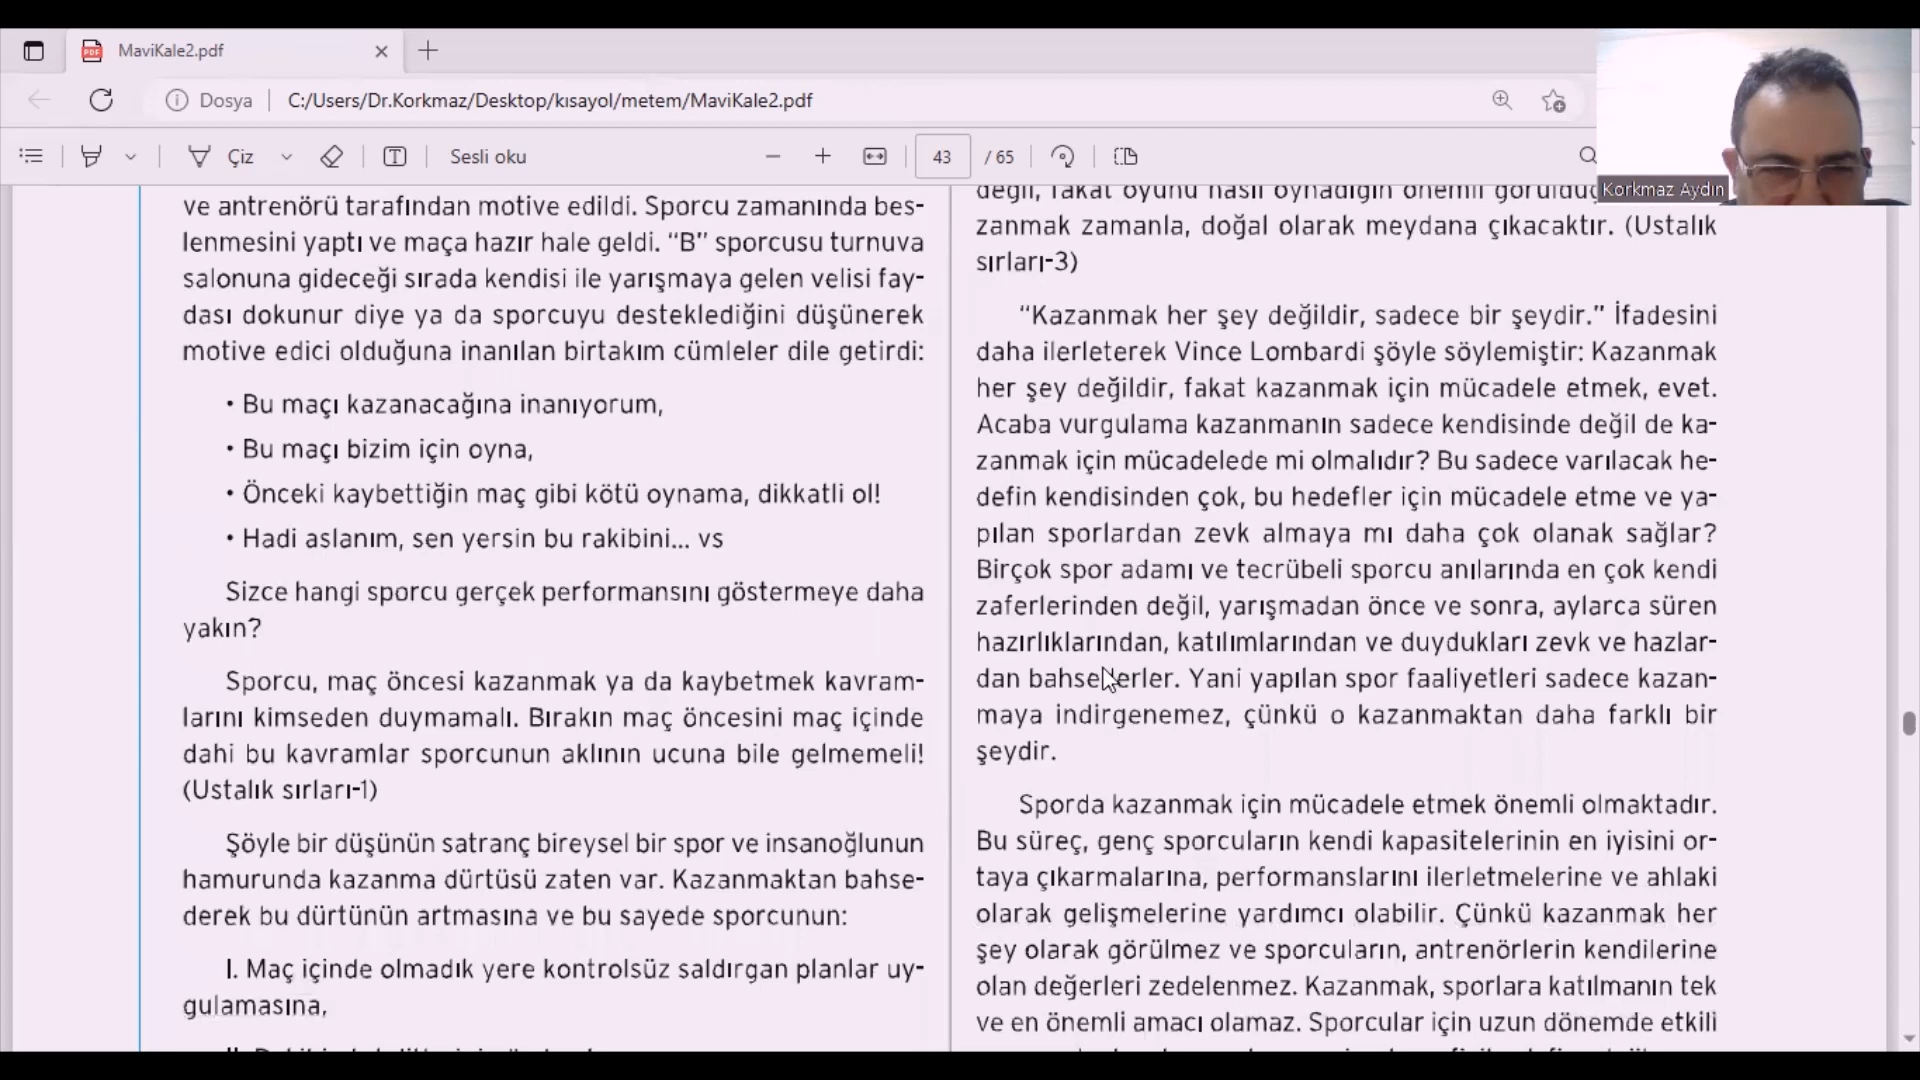 MaviKale2.pdf
Dosya
C:/Users/Dr.Korkmaz/Desktop/kısayol/metem/MaviKale2.pdf
Çiz
Sesli oku
43 / 65
Korkmaz Aydın
ve antrenörü tarafından motive edildi. Sporcu zamanında bes-
lenmesini yaptı ve maça hazır hale geldi. “B” sporcusu turnuva
salonuna gideceği sırada kendisi ile yarışmaya gelen velisi fay-
dası dokunur diye ya da sporcuyu desteklediğini düşünerek
motive edici olduğuna inanılan birtakım cümleler dile getirdi:
• Bu maçı kazanacağına inanıyorum,
• Bu maçı bizim için oyna,
• Önceki kaybettiğin maç gibi kötü oynama, dikkatli ol!
• Hadi aslanım, sen yersin bu rakibini... vs
Sizce hangi sporcu gerçek performansını göstermeye daha
yakın?
Sporcu, maç öncesi kazanmak ya da kaybetmek kavram-
larını kimseden duymamalı. Bırakın maç öncesini maç içinde
dahi bu kavramlar sporcunun aklının ucuna bile gelmemeli!
(Ustalık sırları-1)
Şöyle bir düşünün satranç bireysel bir spor ve insanoğlunun
hamurunda kazanma dürtüsü zaten var. Kazanmaktan bahse-
derek bu dürtünün artmasına ve bu sayede sporcunun:
I. Maç içinde olmadık yere kontrolsüz saldırgan planlar uy-
gulamasına,
değil, fakat oyunu nasıl oynadığın önemli
zanmak zamanla, doğal olarak meydana çıkacaktır. (Ustalık
sırları-3)
“Kazanmak her şey değildir, sadece bir şeydir.” İfadesini
daha ilerleterek Vince Lombardi şöyle söylemiştir: Kazanmak
her şey değildir, fakat kazanmak için mücadele etmek, evet.
Acaba vurgulama kazanmanın sadece kendisinde değil de ka-
zanmak için mücadelede mi olmalıdır? Bu sadece varılacak he-
defin kendisinden çok, bu hedefler için mücadele etme ve ya-
pılan sporlardan zevk almaya mı daha çok olanak sağlar?
Birçok spor adamı ve tecrübeli sporcu anılarında en çok kendi
zaferlerinden değil, yarışmadan önce ve sonra, aylarca süren
hazırlıklarından, katılımlarından ve duydukları zevk ve hazlar-
dan bahsederler. Yani yapılan spor faaliyetleri sadece kazan-
maya indirgenemez, çünkü o kazanmaktan daha farklı bir
şeydir.
Sporda kazanmak için mücadele etmek önemli olmaktadır.
Bu süreç, genç sporcuların kendi kapasitelerinin en iyisini or-
taya çıkarmalarına, performanslarını ilerletmelerine ve ahlaki
olarak gelişmelerine yardımcı olabilir. Çünkü kazanmak her
şey olarak görülmez ve sporcuların, antrenörlerin kendilerine
olan değerleri zedelenmez. Kazanmak, sporlara katılmanın tek
ve en önemli amacı olamaz. Sporcular için uzun dönemde etkili